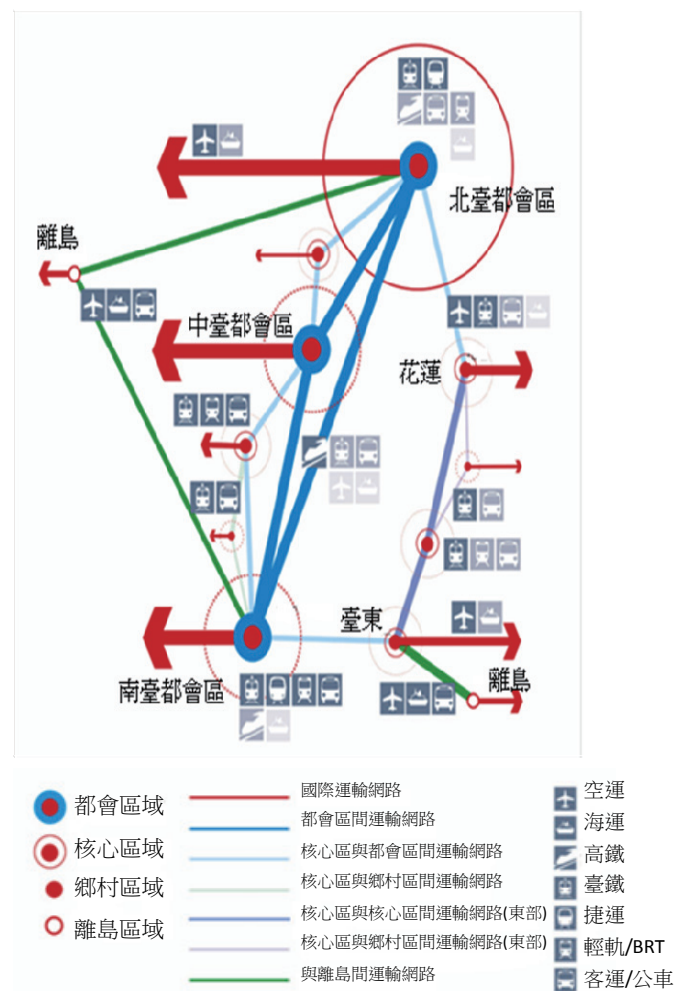 北臺都會區
離島
中臺都會區
花蓮
臺東
南臺都會區
離島
都會區域
核心區域
鄉村區域
離島區域
國際運輸網路
都會區間運輸網路
核心區與都會區間運輸網路
核心區與鄉村區間運輸網路
核心區與核心區間運輸網路(東部)
核心區與鄉村區間運輸網路(東部)
與離島間運輸網路
空運
海運
高鐵
臺鐵
捷運
輕軌/BRT
客運/公車